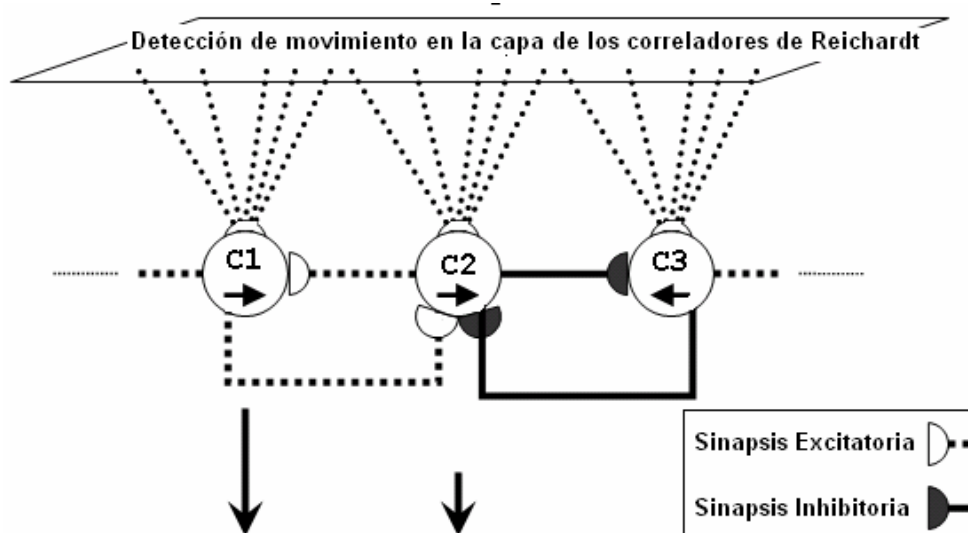 Detección de movimiento en la capa de los correladores de Reichardt
C1 C2 C3
Sinapsis Excitatoria
Sinapsis Inhibitoria